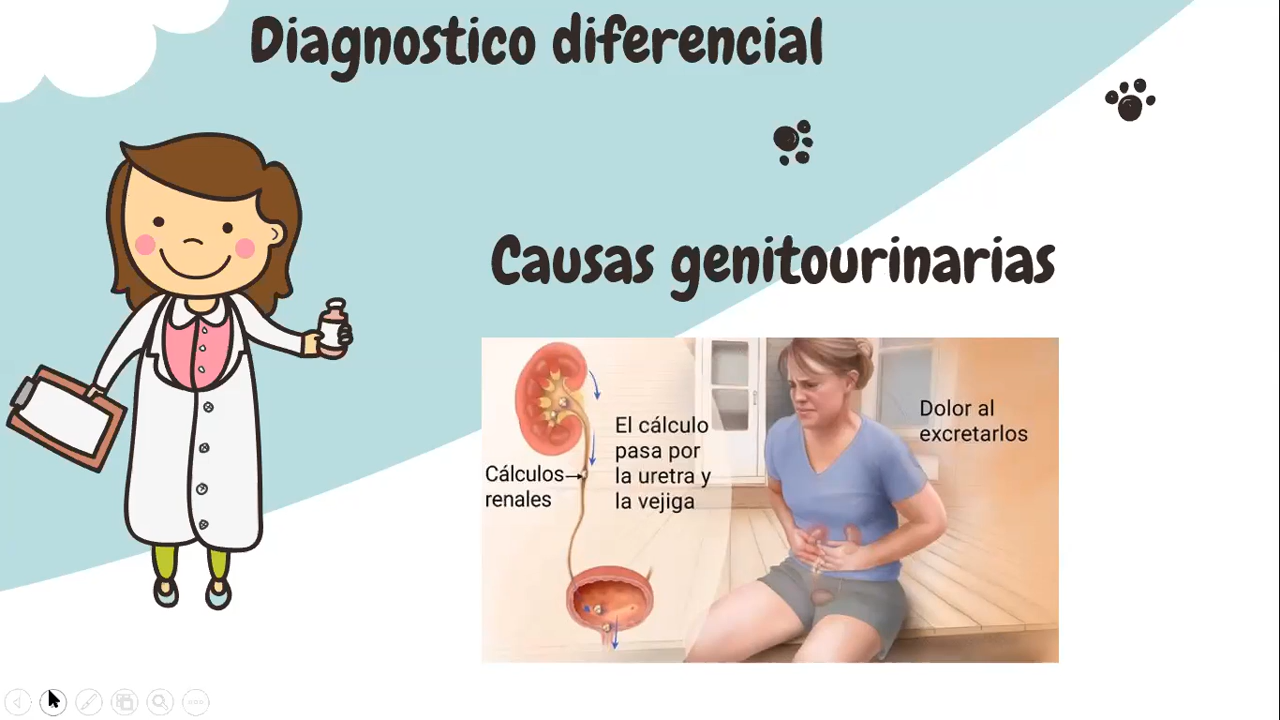 Diagnostico diferencial
Causas genitourinarias
El cálculo
pasa por
la uretra y
la vejiga
Cálculos
renales
Dolor al
excretarlos